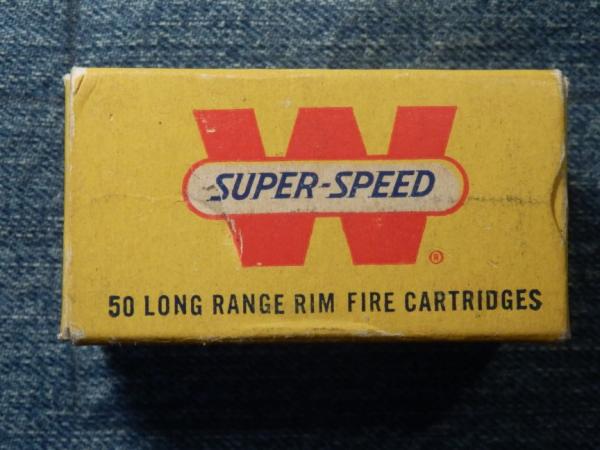 W
SUPER-SPEED
®
50 LONG RANGE RIM FIRE CARTRIDGES